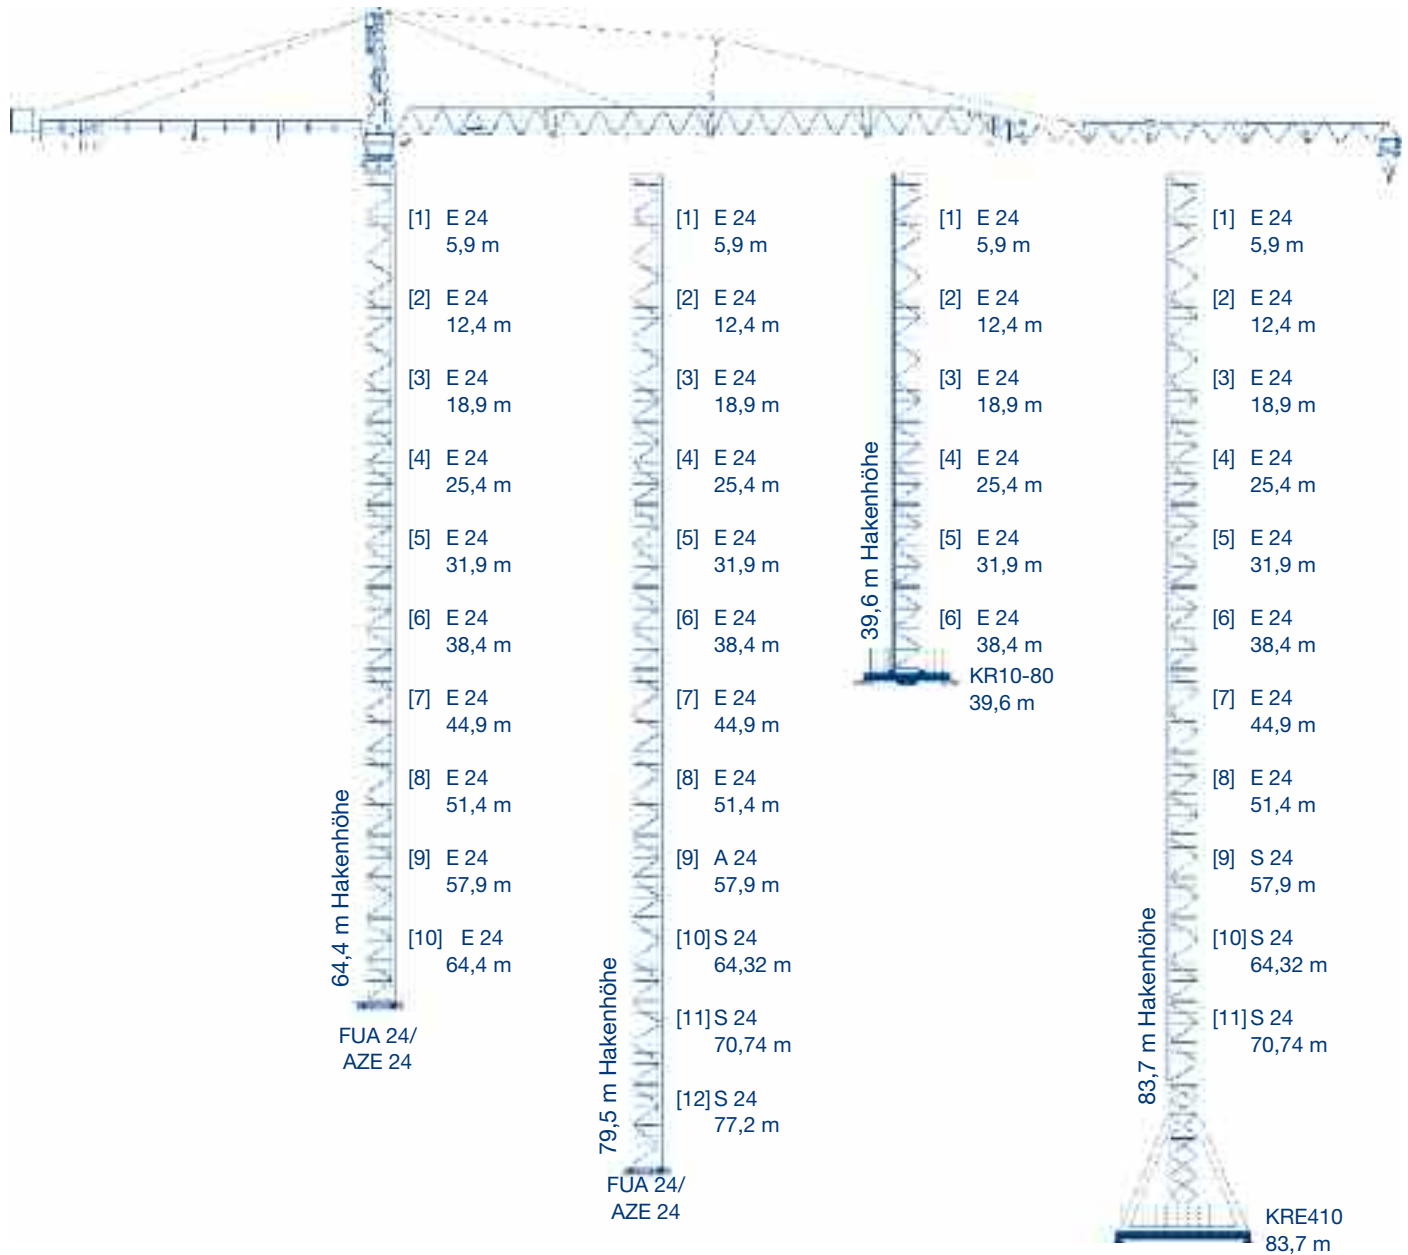 [1] E 24
5,9 m
[2] E 24
12,4 m
[3] E 24
18,9 m
[4] E 24
25,4 m
[5] E 24
31,9 m
[6] E 24
38,4 m
[7] E 24
44,9 m
[8] E 24
51,4 m
[9] E 24
57,9 m
[10] E 24
64,4 m
64,4 m Hakenhöhe
FUA 24/
AZE 24
[1] E 24
5,9 m
[2] E 24
12,4 m
[3] E 24
18,9 m
[4] E 24
25,4 m
[5] E 24
31,9 m
[6] E 24
38,4 m
[7] E 24
44,9 m
[8] E 24
51,4 m
[9] A 24
57,9 m
[10] S 24
64,32 m
[11] S 24
70,74 m
[12] S 24
77,2 m
79,5 m Hakenhöhe
FUA 24/
AZE 24
[1] E 24
5,9 m
[2] E 24
12,4 m
[3] E 24
18,9 m
[4] E 24
25,4 m
[5] E 24
31,9 m
[6] E 24
38,4 m
39,6 m Hakenhöhe
KR10-80
39,6 m
[1] E 24
5,9 m
[2] E 24
12,4 m
[3] E 24
18,9 m
[4] E 24
25,4 m
[5] E 24
31,9 m
[6] E 24
38,4 m
[7] E 24
44,9 m
[8] E 24
51,4 m
[9] S 24
57,9 m
[10] S 24
64,32 m
[11] S 24
70,74 m
83,7 m Hakenhöhe
KRE410
83,7 m